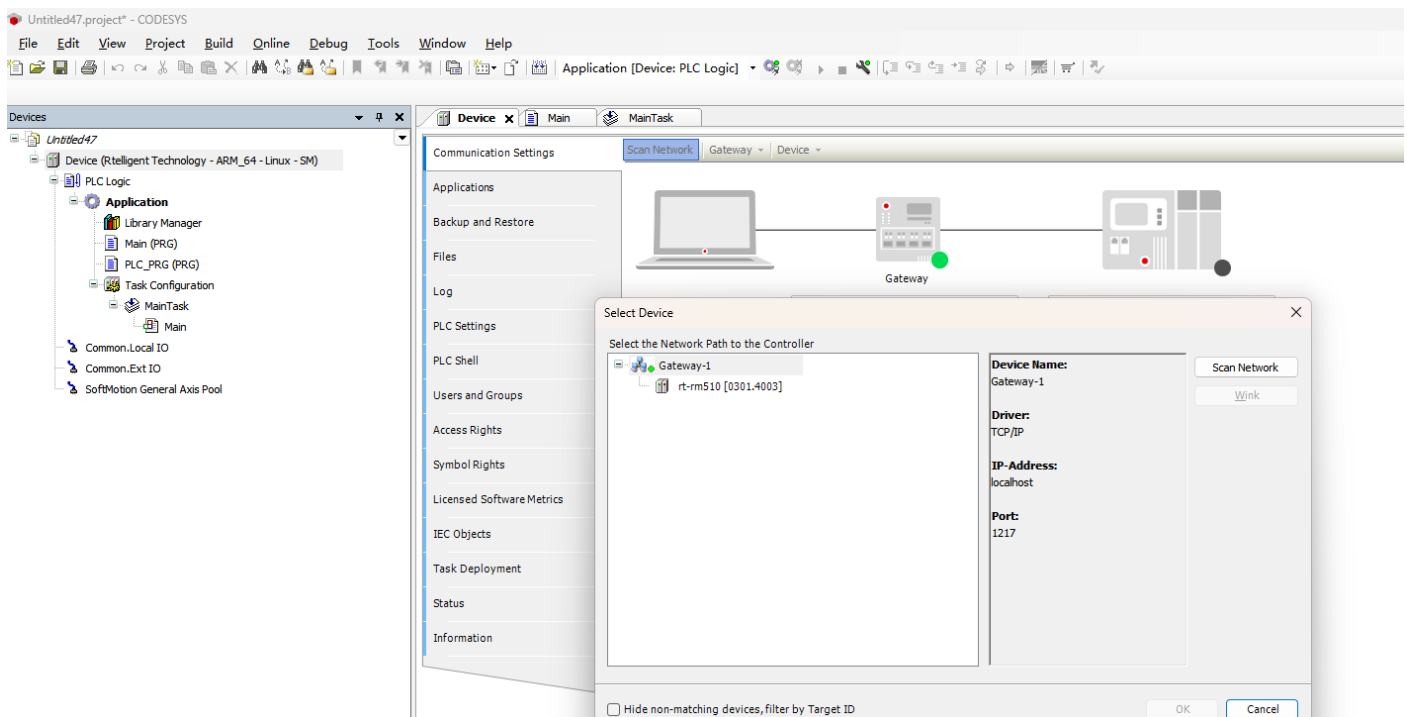 Untitled47.project* - CODESYS
File Edit View Project Build Online Debug Tools Window Help
Application [Device: PLC Logic]
Devices
Untitled47
Device (Rtelligent Technology - ARM_64 - Linux - SM)
PLC Logic
Application
Library Manager
Main (PRG)
PLC_PRG (PRG)
Task Configuration
MainTask
Main
Common.Local IO
Common.Ext IO
SoftMotion General Axis Pool
Device Main MainTask
Communication Settings
Applications
Backup and Restore
Files
Log
PLC Settings
PLC Shell
Users and Groups
Access Rights
Symbol Rights
Licensed Software Metrics
IEC Objects
Task Deployment
Status
Information
Scan Network Gateway Device
Gateway
Select Device
Select the Network Path to the Controller
Gateway-1
rt-rm510 [0301.4003]
Device Name:
Gateway-1
Driver:
TCP/IP
IP-Address:
localhost
Port:
1217
Scan Network
Wink
Hide non-matching devices, filter by Target ID
OK Cancel